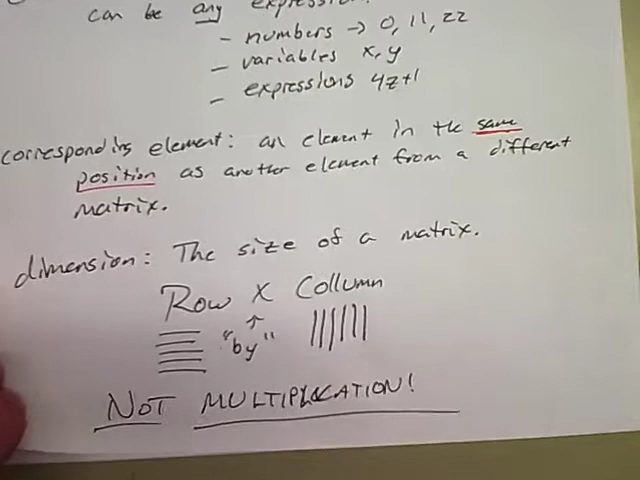 can be any expression.
- numbers → 0, 11, 22
- variables x, y
- expressions 4z+1
corresponding element: an element in the same
position as another element from a different
matrix.
dimension: The size of a matrix.
Row X Collumn
"by"
NOT MULTIPLICATION!